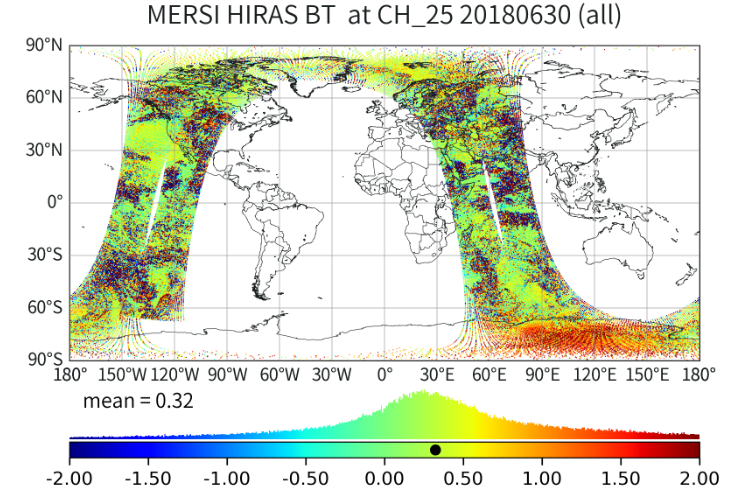 MERSI HIRAS BT at CH_25 20180630 (all)
90°N
60°N
30°N
0°
30°S
60°S
90°S
180° 150°W 120°W 90°W 60°W 30°W 0° 30°E 60°E 90°E 120°E 150°E 180°
mean = 0.32
-2.00 -1.50 -1.00 -0.50 0.00 0.50 1.00 1.50 2.00